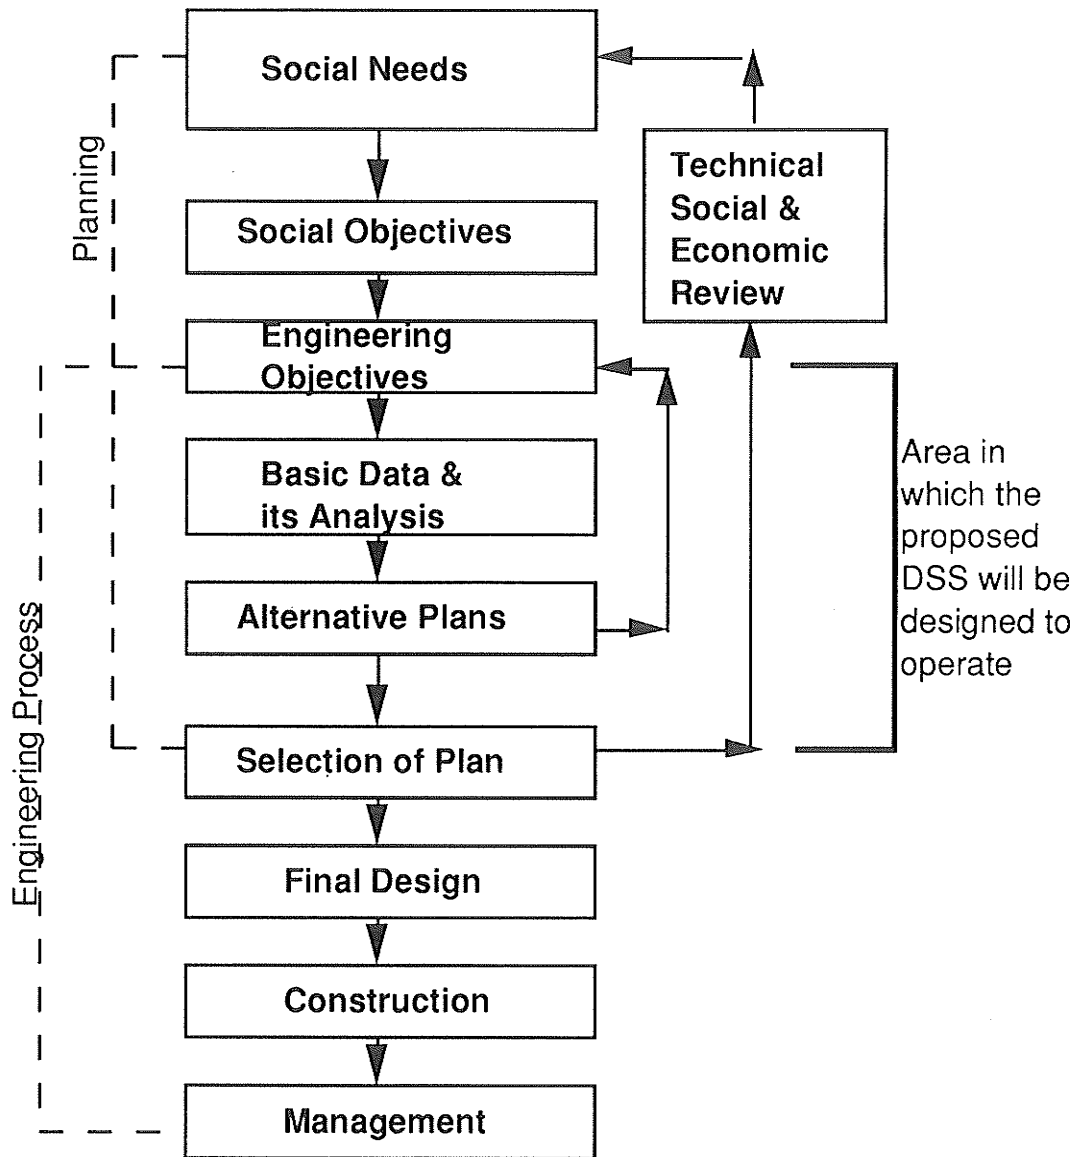 Social Needs
Technical
Social &
Economic
Review
Planning
Social Objectives
Engineering
Objectives
Basic Data &
its Analysis
Alternative Plans
Area in
which the
proposed
DSS will be
designed to
operate
Engineering Process
Selection of Plan
Final Design
Construction
Management